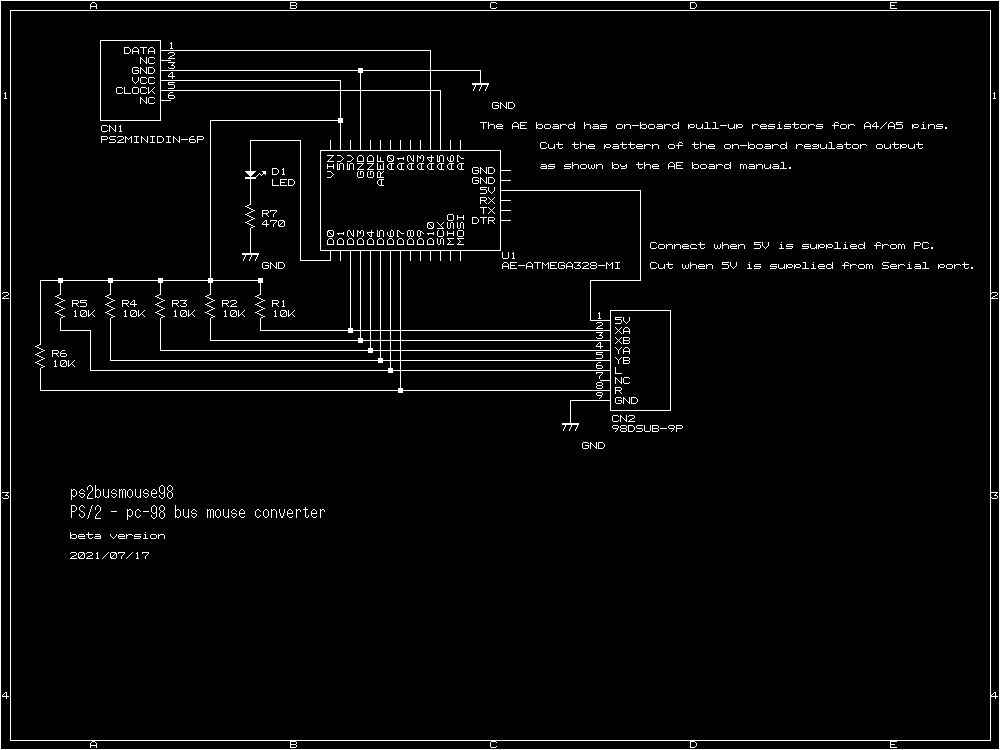 A B C D E
DATA 1
NC 2
GND 3
VCC 4
CLOCK 5
NC 6
CN1
PS2MINIDIN-6P
GND
1 1
The AE board has on-board pull-up resistors for A4/A5 pins.
Cut the pattern of the on-board resulator output
as shown by the AE board manual.
D1
LED
R7
470
GND
VIN 5V 5V GND GND AREF A0 A1 A2 A3 A4 A5 A6 A7
GND
GND
5V
RX
TX
DTR
D0 D1 D2 D3 D4 D5 D6 D7 D8 D9 D10 SCK MISO MOSI
U1
AE-ATMEGA328-MI
Connect when 5V is supplied from PC.
Cut when 5V is supplied from Serial port.
2 2
R5 R4 R3 R2 R1
10K 10K 10K 10K 10K
R6
10K
1 5V
2 XA
3 XB
4 YA
5 YB
6 L
7 NC
8 R
9 GND
CN2
98DSUB-9P
GND
3 3
ps2busmouse98
PS/2 - pc-98 bus mouse converter
beta version
2021/07/17
4 4
A B C D E